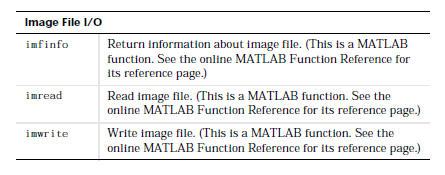 Image File I/O
imfinfo Return information about image file. (This is a MATLAB
function. See the online MATLAB Function Reference for
its reference page.)
imread Read image file. (This is a MATLAB function. See the
online MATLAB Function Reference for its reference page.)
imwrite Write image file. (This is a MATLAB function. See the
online MATLAB Function Reference for its reference page.)